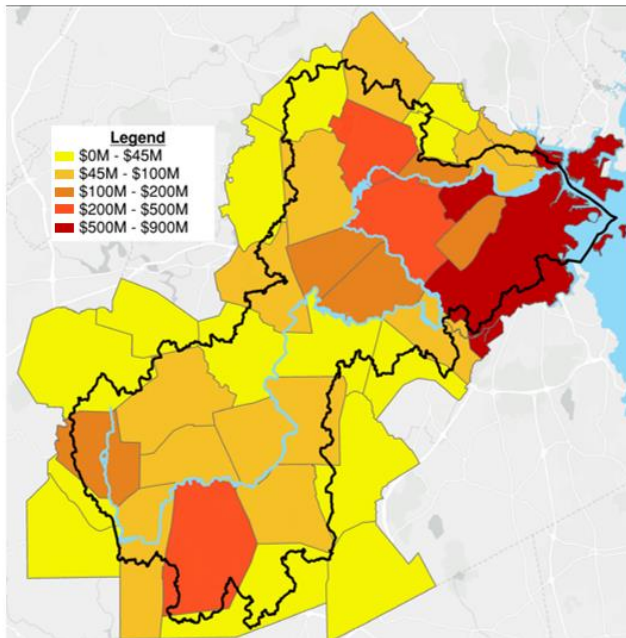 Legend
$0M - $45M
$45M - $100M
$100M - $200M
$200M - $500M
$500M - $900M